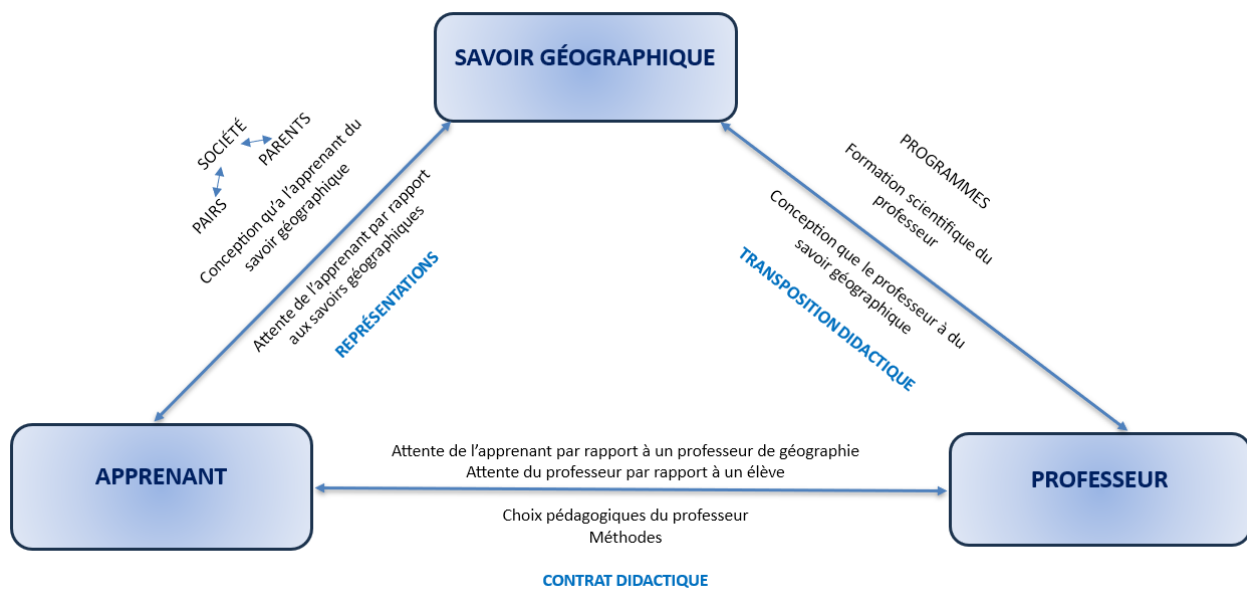 SAVOIR GÉOGRAPHIQUE
SOCIÉTÉ
PARENTS
PAIRS
Conception qu’a l’apprenant du
savoir géographique
Attente de l’apprenant par rapport
aux savoirs géographiques
REPRÉSENTATIONS
PROGRAMMES
Formation scientifique du
professeur
Conception que le professeur à du
savoir géographique
TRANSPOSITION DIDACTIQUE
APPRENANT
Attente de l’apprenant par rapport à un professeur de géographie
Attente du professeur par rapport à un élève
Choix pédagogiques du professeur
Méthodes
CONTRAT DIDACTIQUE
PROFESSEUR